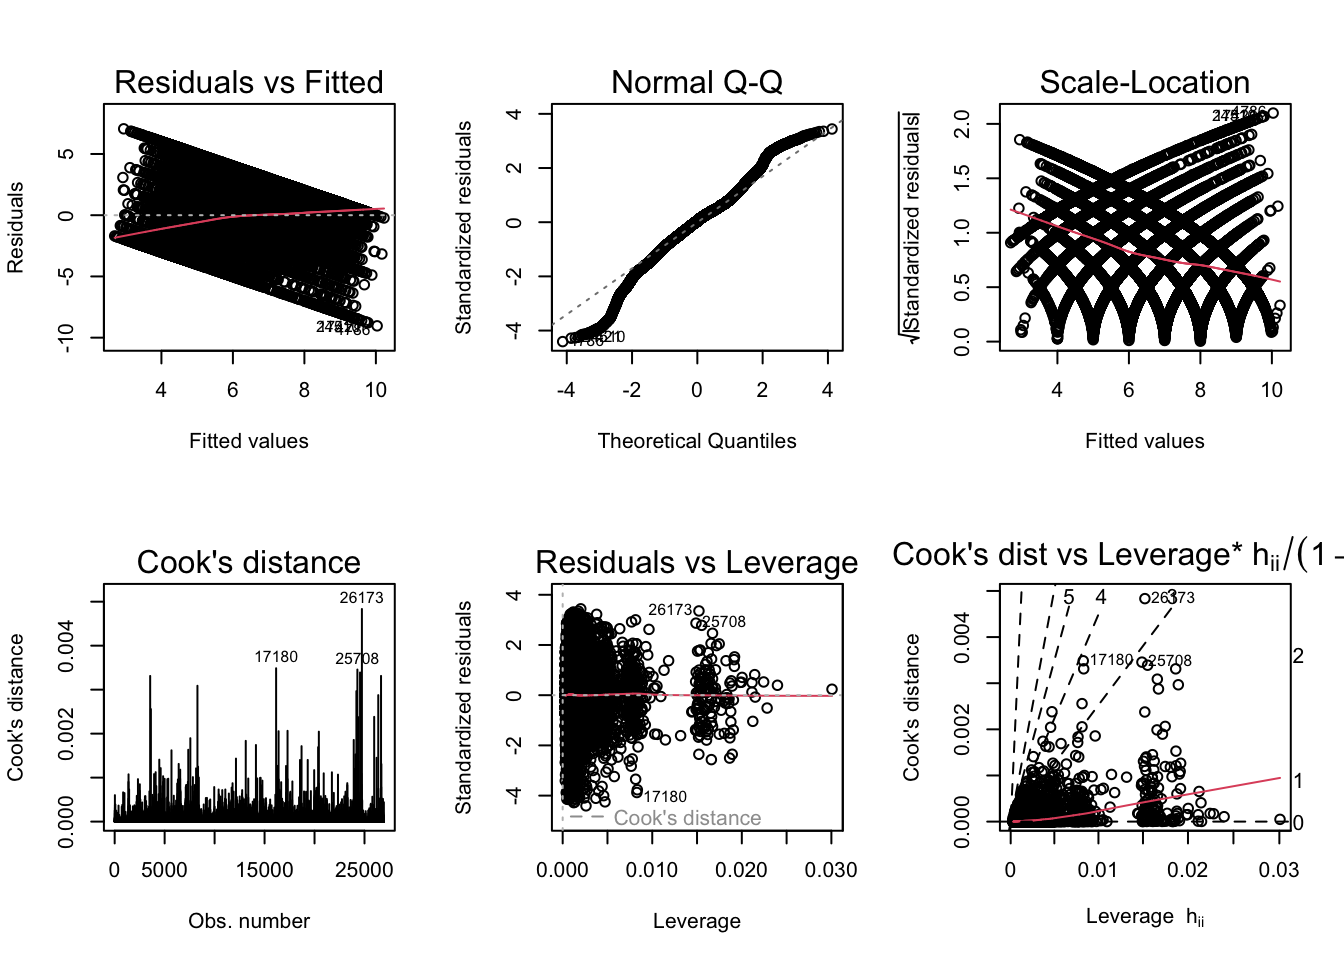 Residuals vs Fitted
Residuals
5
0
-5
-10
4786
4 6 8 10
Fitted values
Normal Q-Q
Standardized residuals
4
2
0
-2
-4
-4 -2 0 2 4
Theoretical Quantiles
Scale-Location
√|Standardized residuals|
2.0
1.5
1.0
0.5
0.0
4786
4 6 8 10
Fitted values
Cook's distance
Cook's distance
0.004
0.002
0.000
26173
17180
25708
0 5000 15000 25000
Obs. number
Residuals vs Leverage
Standardized residuals
4
2
0
-2
-4
26173
25708
17180
Cook's distance
0.000 0.010 0.020 0.030
Leverage
Cook's dist vs Leverage* hii/(1−
Cook's distance
0.004
0.002
0.000
5 4 3
26173
17180
25708
2
1
0
0 0.01 0.02 0.03
Leverage hii